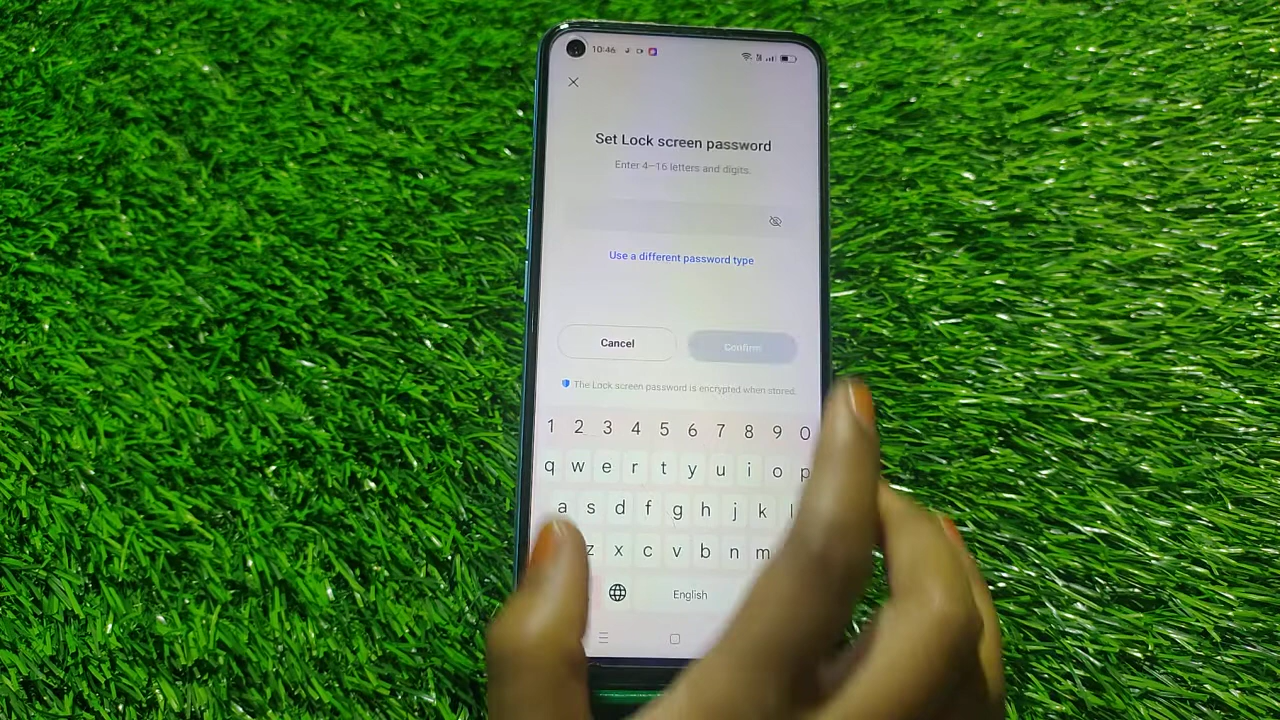 10:46
Set Lock screen password
Enter 4–16 letters and digits.
Use a different password type
Cancel
Confirm
The Lock screen password is encrypted when stored.
1 2 3 4 5 6 7 8 9 0
q w e r t y u i o p
a s d f g h j k l
z x c v b n m
English